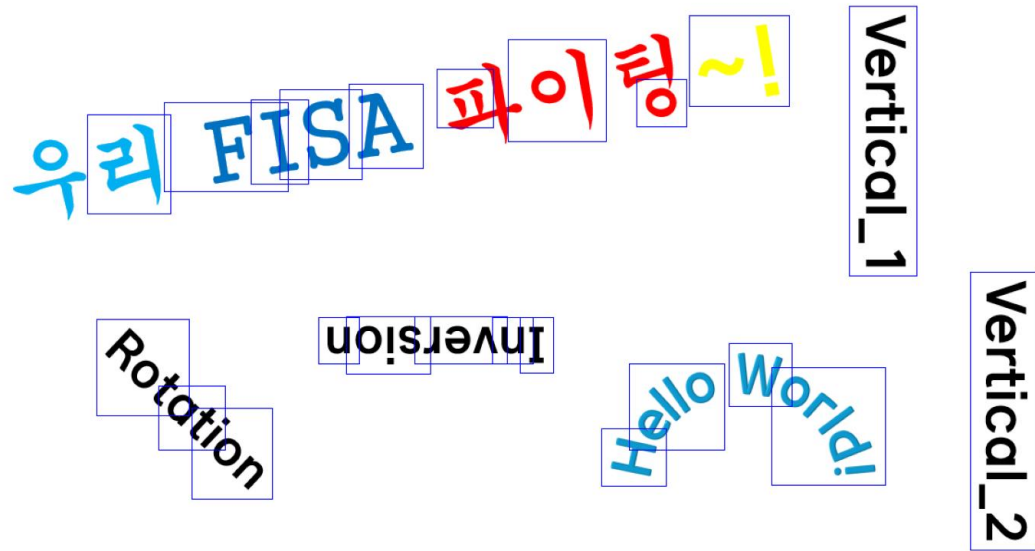 우리 FISA 파이팅~!
Vertical_1
Rotation
Inversion
Hello World!
Vertical_2